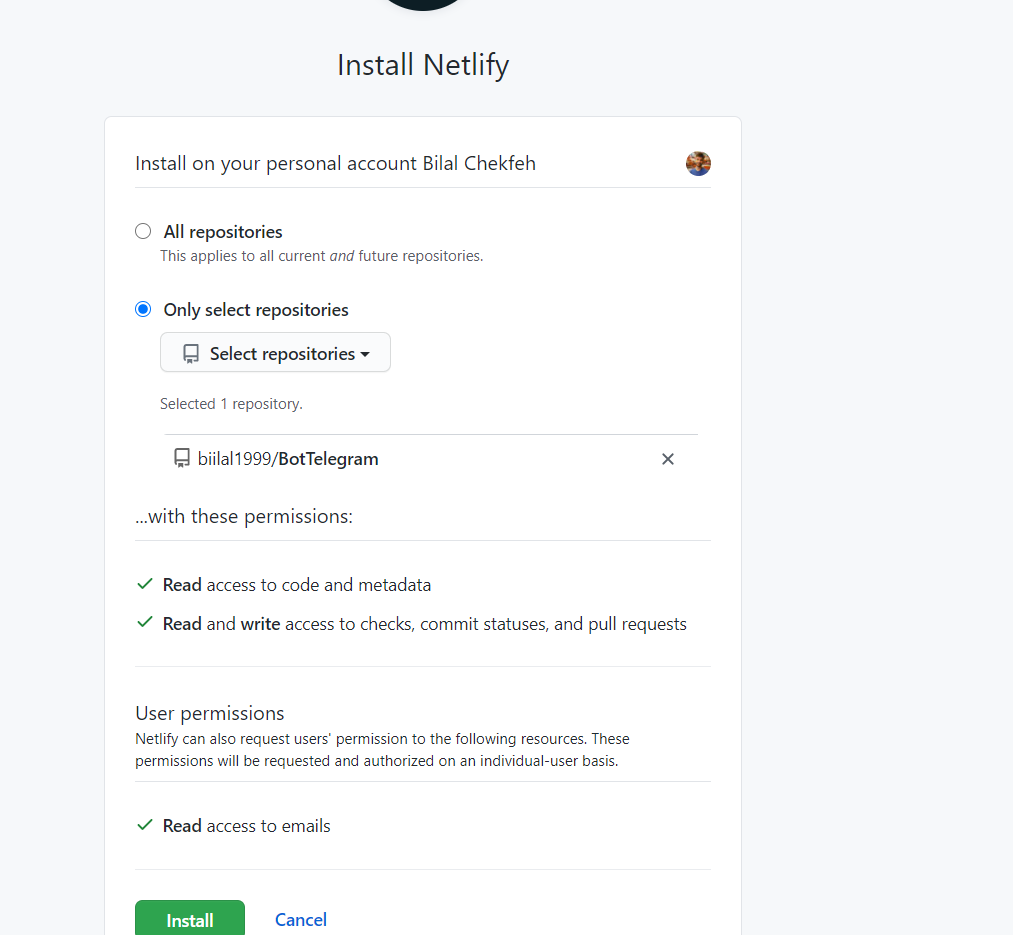 Install Netlify
Install on your personal account Bilal Chekfeh
All repositories
This applies to all current and future repositories.
Only select repositories
Select repositories
Selected 1 repository.
biilal1999/BotTelegram
...with these permissions:
Read access to code and metadata
Read and write access to checks, commit statuses, and pull requests
User permissions
Netlify can also request users' permission to the following resources. These
permissions will be requested and authorized on an individual-user basis.
Read access to emails
Install Cancel